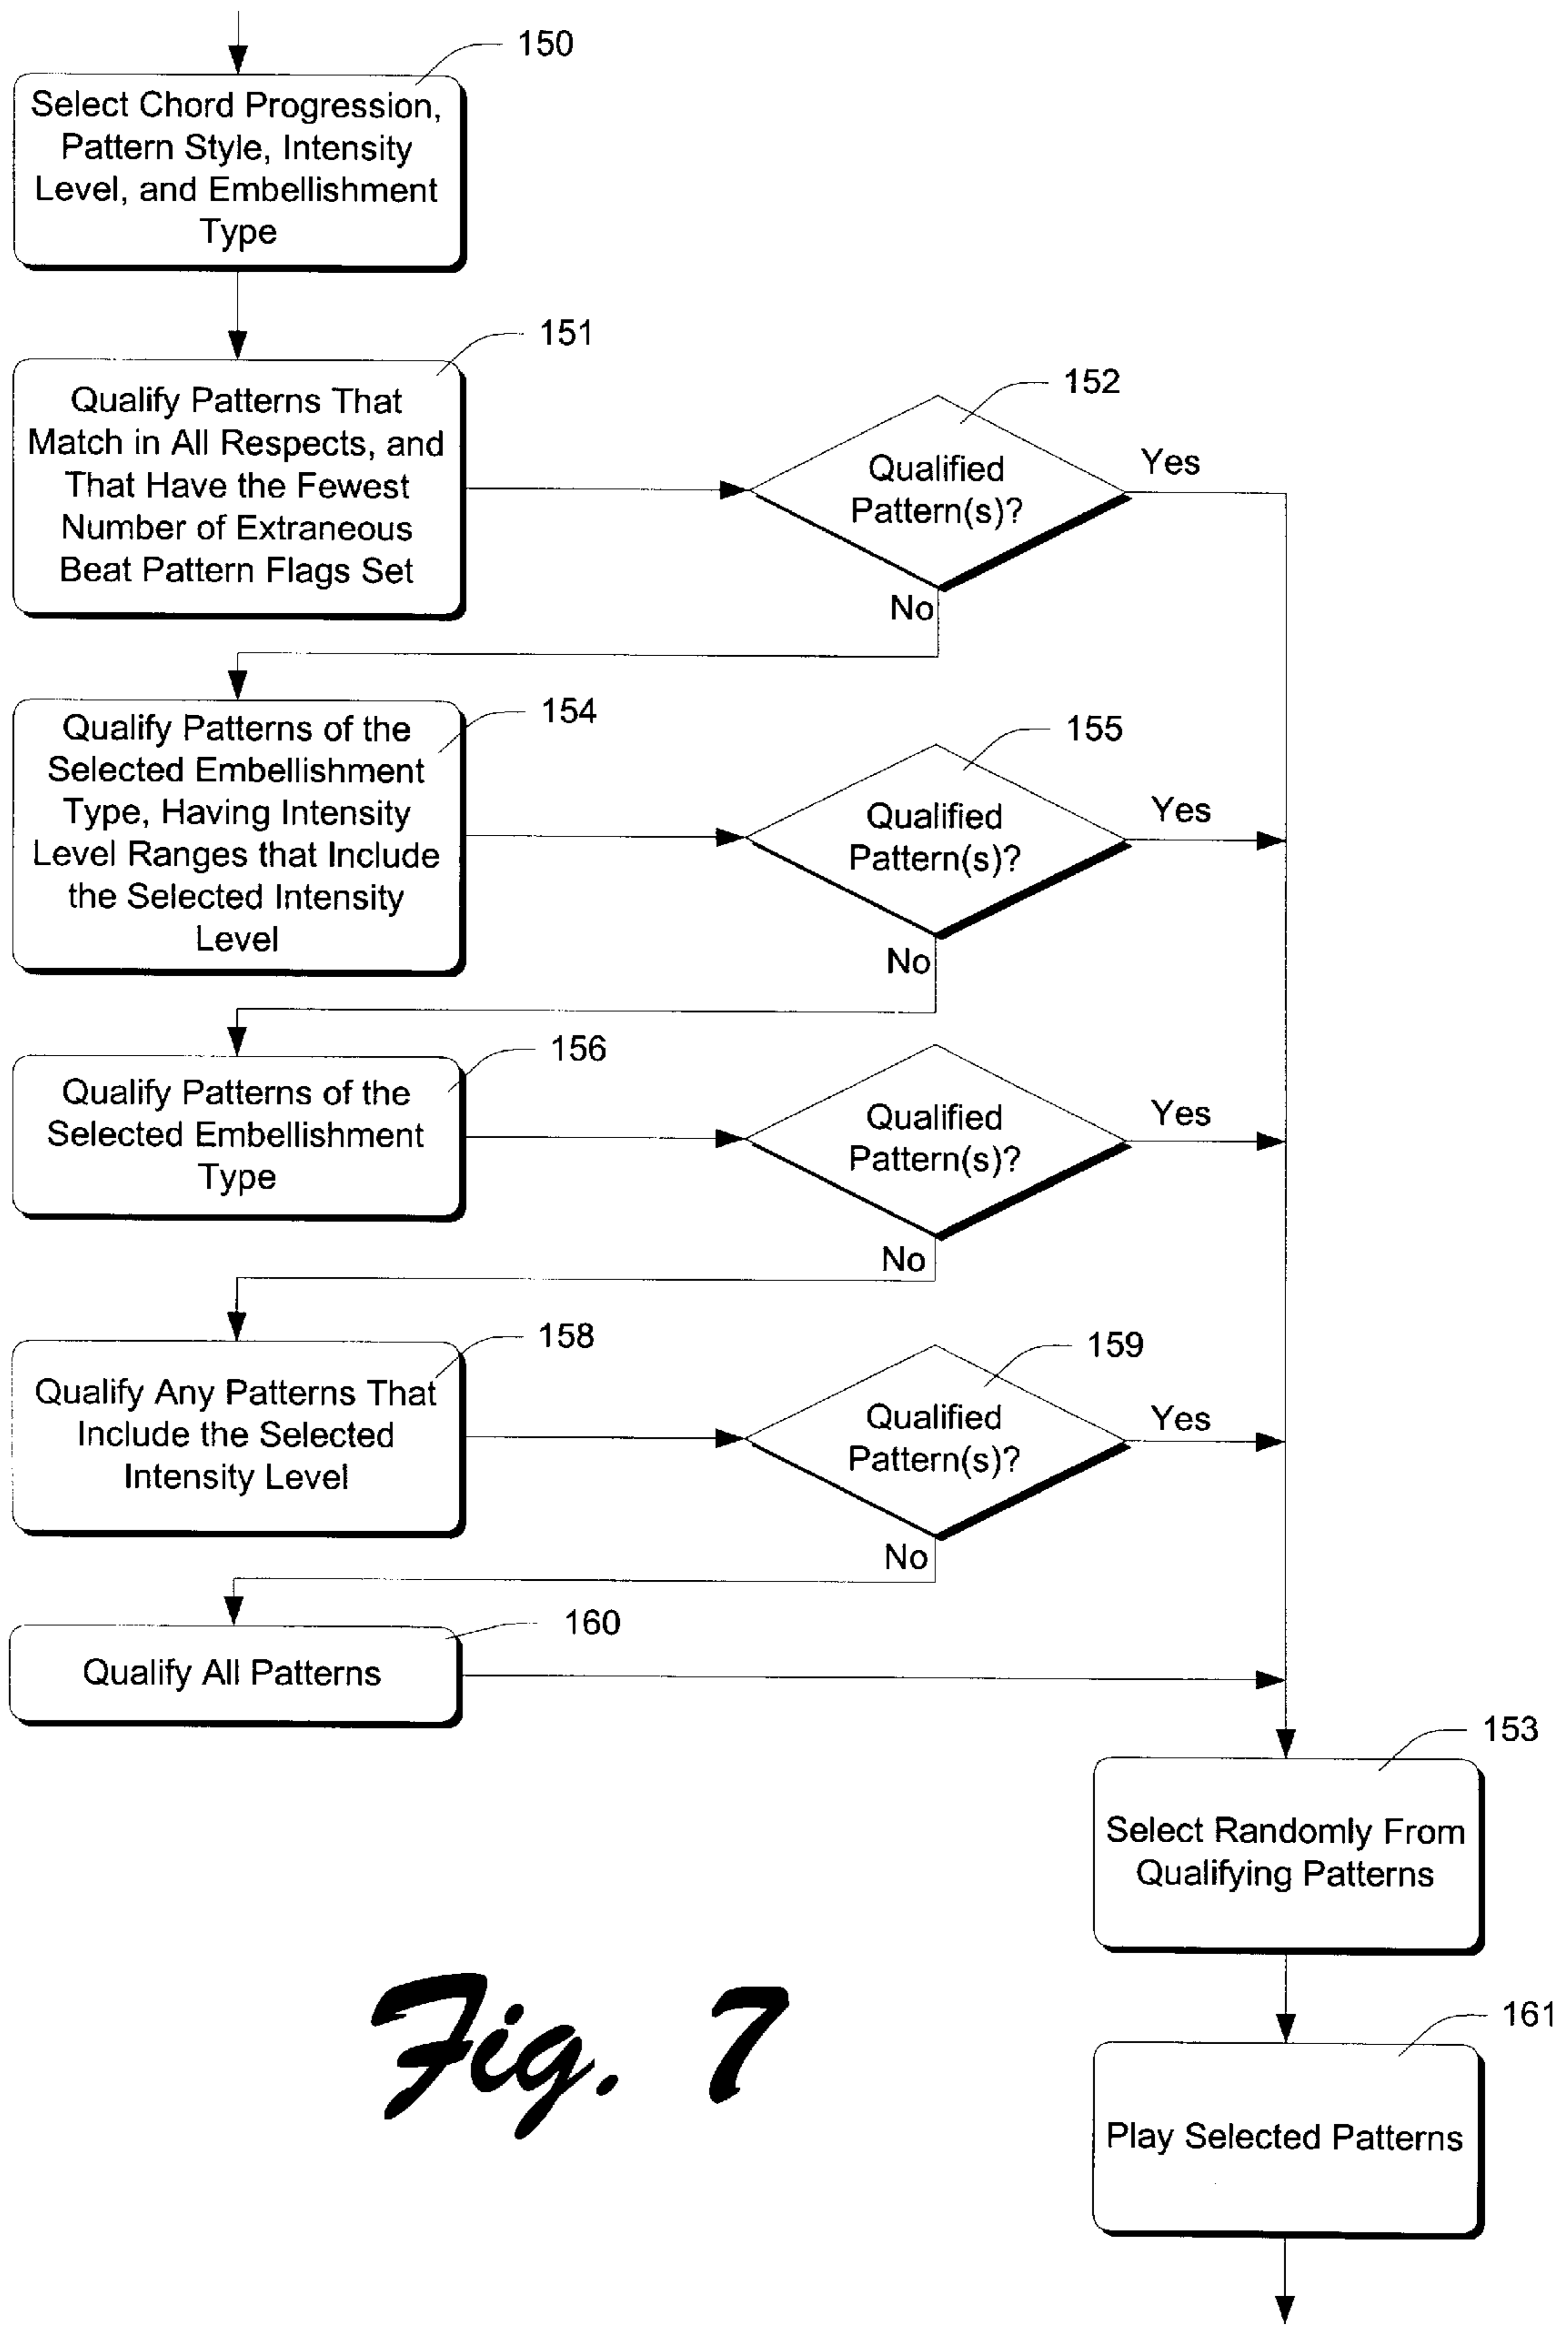 150
Select Chord Progression,
Pattern Style, Intensity
Level, and Embellishment
Type
151
Qualify Patterns That
Match in All Respects, and
That Have the Fewest
Number of Extraneous
Beat Pattern Flags Set
152
Qualified
Pattern(s)?
Yes
No
154
Qualify Patterns of the
Selected Embellishment
Type, Having Intensity
Level Ranges that Include
the Selected Intensity
Level
155
Qualified
Pattern(s)?
Yes
No
156
Qualify Patterns of the
Selected Embellishment
Type
Qualified
Pattern(s)?
Yes
No
158
Qualify Any Patterns That
Include the Selected
Intensity Level
159
Qualified
Pattern(s)?
Yes
No
160
Qualify All Patterns
153
Select Randomly From
Qualifying Patterns
161
Play Selected Patterns
Fig. 7